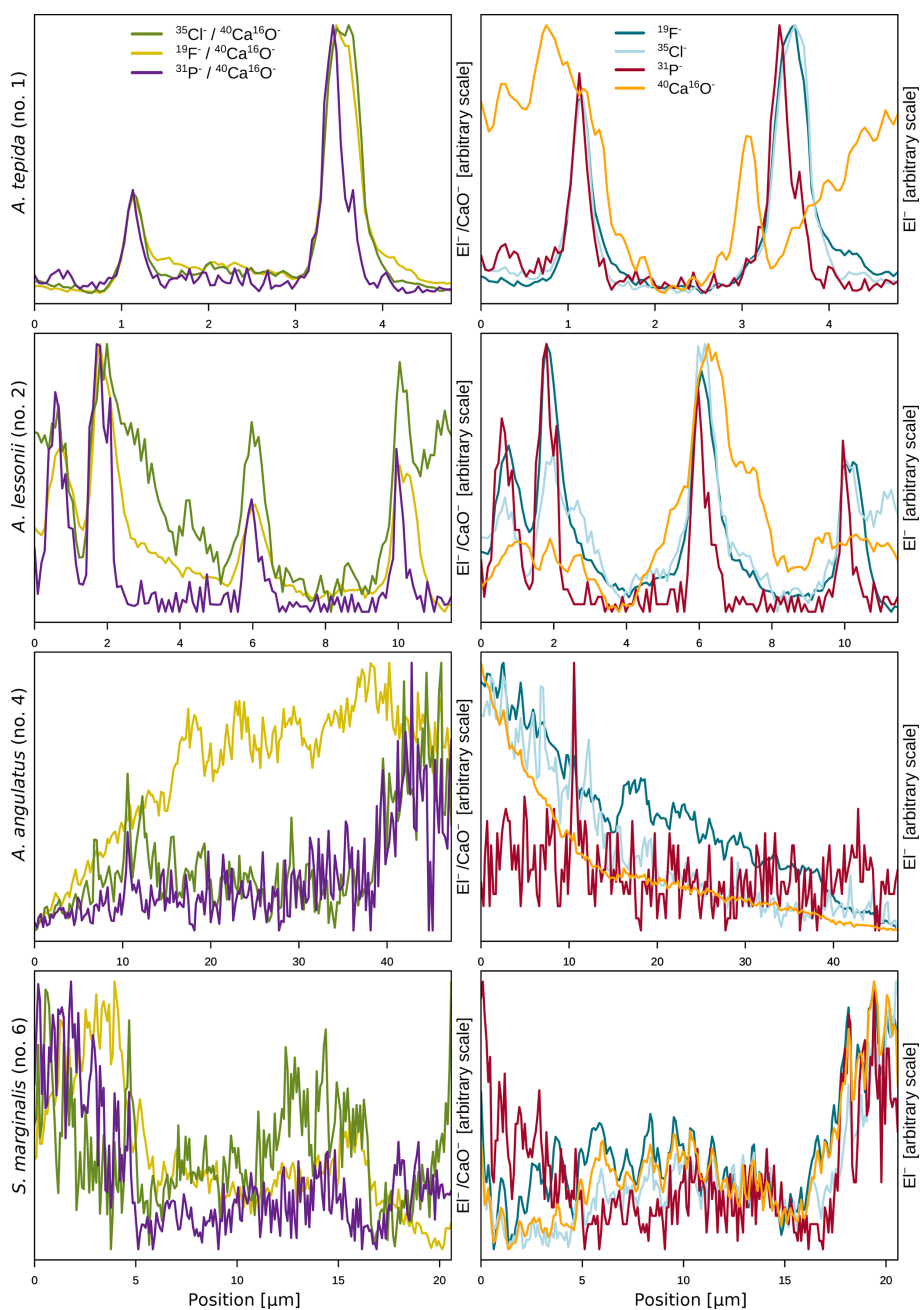 ³⁵Cl⁻ / ⁴⁰Ca¹⁶O⁻
¹⁹F⁻ / ⁴⁰Ca¹⁶O⁻
³¹P⁻ / ⁴⁰Ca¹⁶O⁻
A. tepida (no. 1)
El⁻/CaO⁻ [arbitrary scale]
0 1 2 3 4
¹⁹F⁻
³⁵Cl⁻
³¹P⁻
⁴⁰Ca¹⁶O⁻
El⁻ [arbitrary scale]
0 1 2 3 4
A. lessonii (no. 2)
El⁻/CaO⁻ [arbitrary scale]
0 2 4 6 8 10
El⁻ [arbitrary scale]
0 2 4 6 8 10
A. angulatus (no. 4)
El⁻/CaO⁻ [arbitrary scale]
0 10 20 30 40
El⁻ [arbitrary scale]
0 10 20 30 40
S. marginalis (no. 6)
El⁻/CaO⁻ [arbitrary scale]
0 5 10 15 20
Position [µm]
El⁻ [arbitrary scale]
0 5 10 15 20
Position [µm]